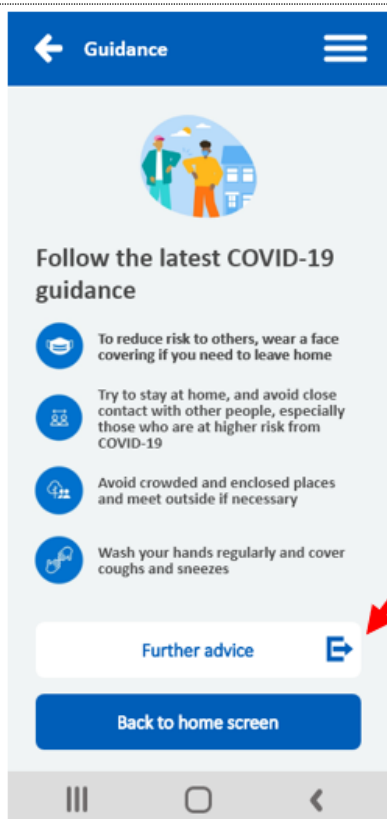 Guidance
Follow the latest COVID-19
guidance
To reduce risk to others, wear a face
covering if you need to leave home
Try to stay at home, and avoid close
contact with other people, especially
those who are at higher risk from
COVID-19
Avoid crowded and enclosed places
and meet outside if necessary
Wash your hands regularly and cover
coughs and sneezes
Further advice
Back to home screen